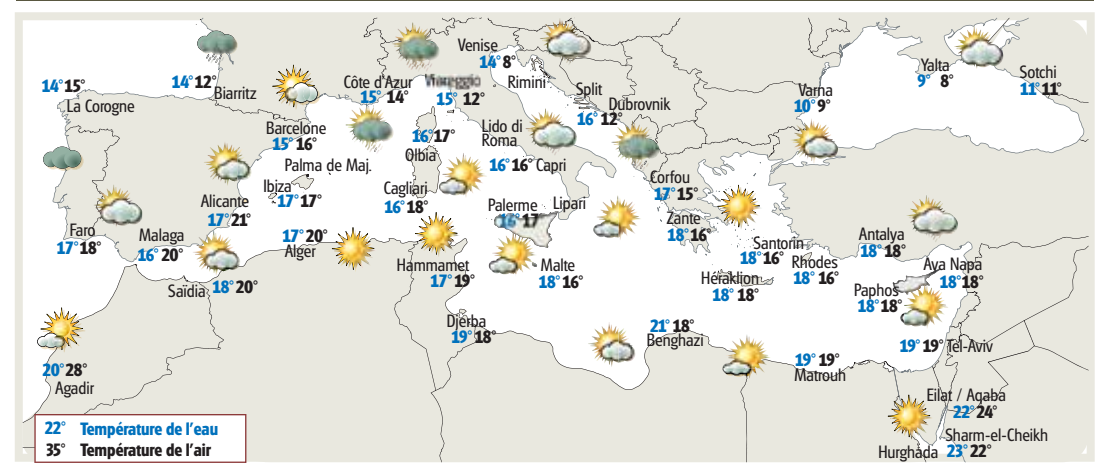 14° 15°
La Corogne
14° 12°
Biarritz
Côte d'Azur
15° 14°
Venise
14° 8°
Rimini
15° 12°
Split
16° 12°
Dubrovnik
Varna
10° 9°
Yalta
9° 8°
Sotchi
11° 11°
Barcelone
15° 16°
Palma de Maj.
Ibiza
17° 17°
Alicante
17° 21°
16° 17°
Olbia
Cagliari
16° 18°
Lido di
Roma
16° 16° Capri
Palerme
16° 17°
Lipari
Corfou
17° 15°
Zante
18° 16°
Santorin
18° 16°
Rhodes
18° 16°
Antalya
18° 18°
Aya Napa
18° 18°
Paphos
18° 18°
Faro
17° 18°
Malaga
16° 20°
17° 20°
Alger
Saïdia 18° 20°
Hammamet
17° 19°
Malte
18° 16°
Héraklion
18° 18°
Djerba
19° 18°
21° 18°
Benghazi
19° 19°
Matrouh
19° 19° Tel-Aviv
20° 28°
Agadir
Eilat / Aqaba
22° 24°
Sharm-el-Cheikh
Hurghada 23° 22°
22° Température de l'eau
35° Température de l'air